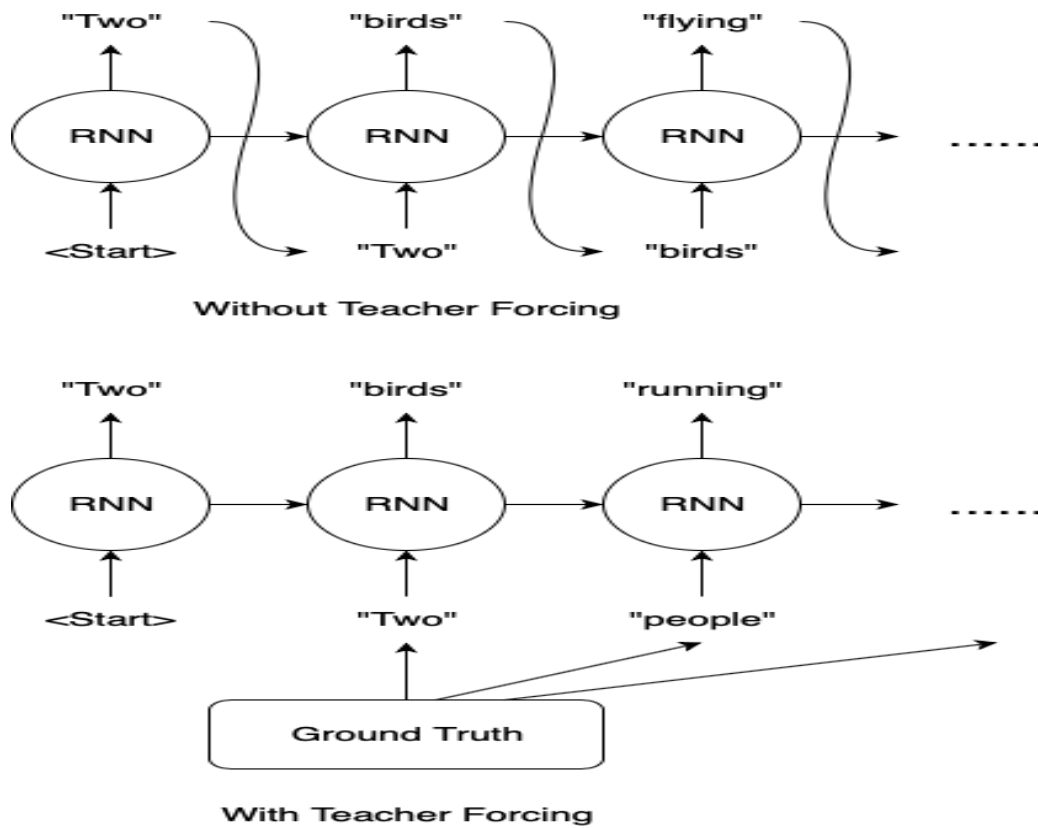 "Two" "birds" "flying"
RNN RNN RNN
.......
<Start> "Two" "birds"
Without Teacher Forcing
"Two" "birds" "running"
RNN RNN RNN
.......
<Start> "Two" "people"
Ground Truth
With Teacher Forcing